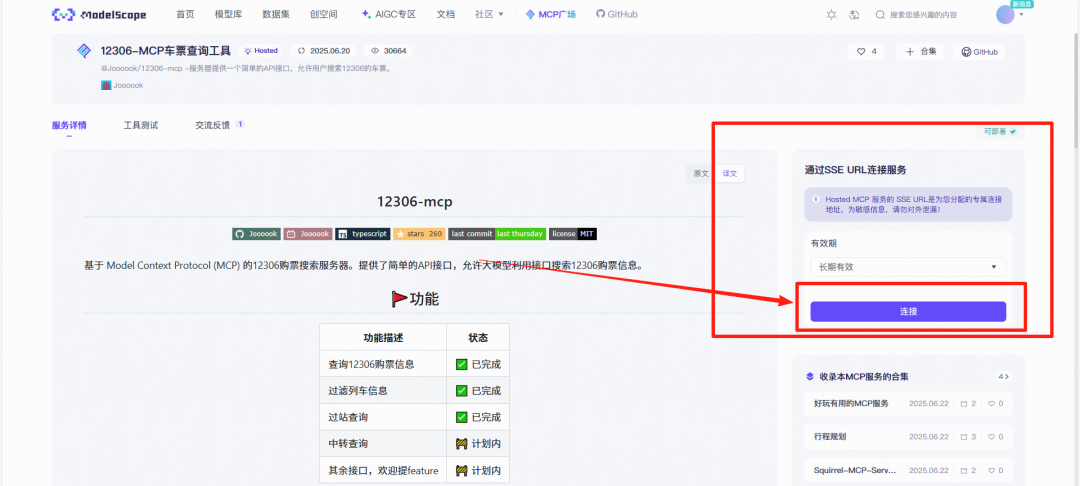 ModelScope 首页 模型库 数据集 创空间 AIGC专区 文档 社区 MCP广场 GitHub 搜索您感兴趣的内容 新消息
12306-MCP车票查询工具 Hosted 2025.06.20 30664 4 合集 GitHub
@Joooook/12306-mcp -服务器提供一个简单的API接口，允许用户搜索12306的车票。
Joooook
服务详情 工具测试 交流反馈 1
可部署
原文 译文
通过SSE URL连接服务
Hosted MCP 服务的 SSE URL是为您分配的专属连接
地址，为敏感信息，请勿对外泄漏！
12306-mcp
Joooook Joooook typescript stars 260 last commit last thursday license MIT
有效期
基于 Model Context Protocol (MCP) 的12306购票搜索服务器。提供了简单的API接口，允许大模型利用接口搜索12306购票信息。
长期有效
功能
连接
功能描述 状态
查询12306购票信息 已完成
过滤列车信息 已完成
过站查询 已完成
中转查询 计划内
其余接口，欢迎提feature 计划内
收录本MCP服务的合集 4
好玩有用的MCP服务 2025.06.22 2 0
行程规划 2025.06.22 3 0
Squirrel-MCP-Serv... 2025.06.22 2 0